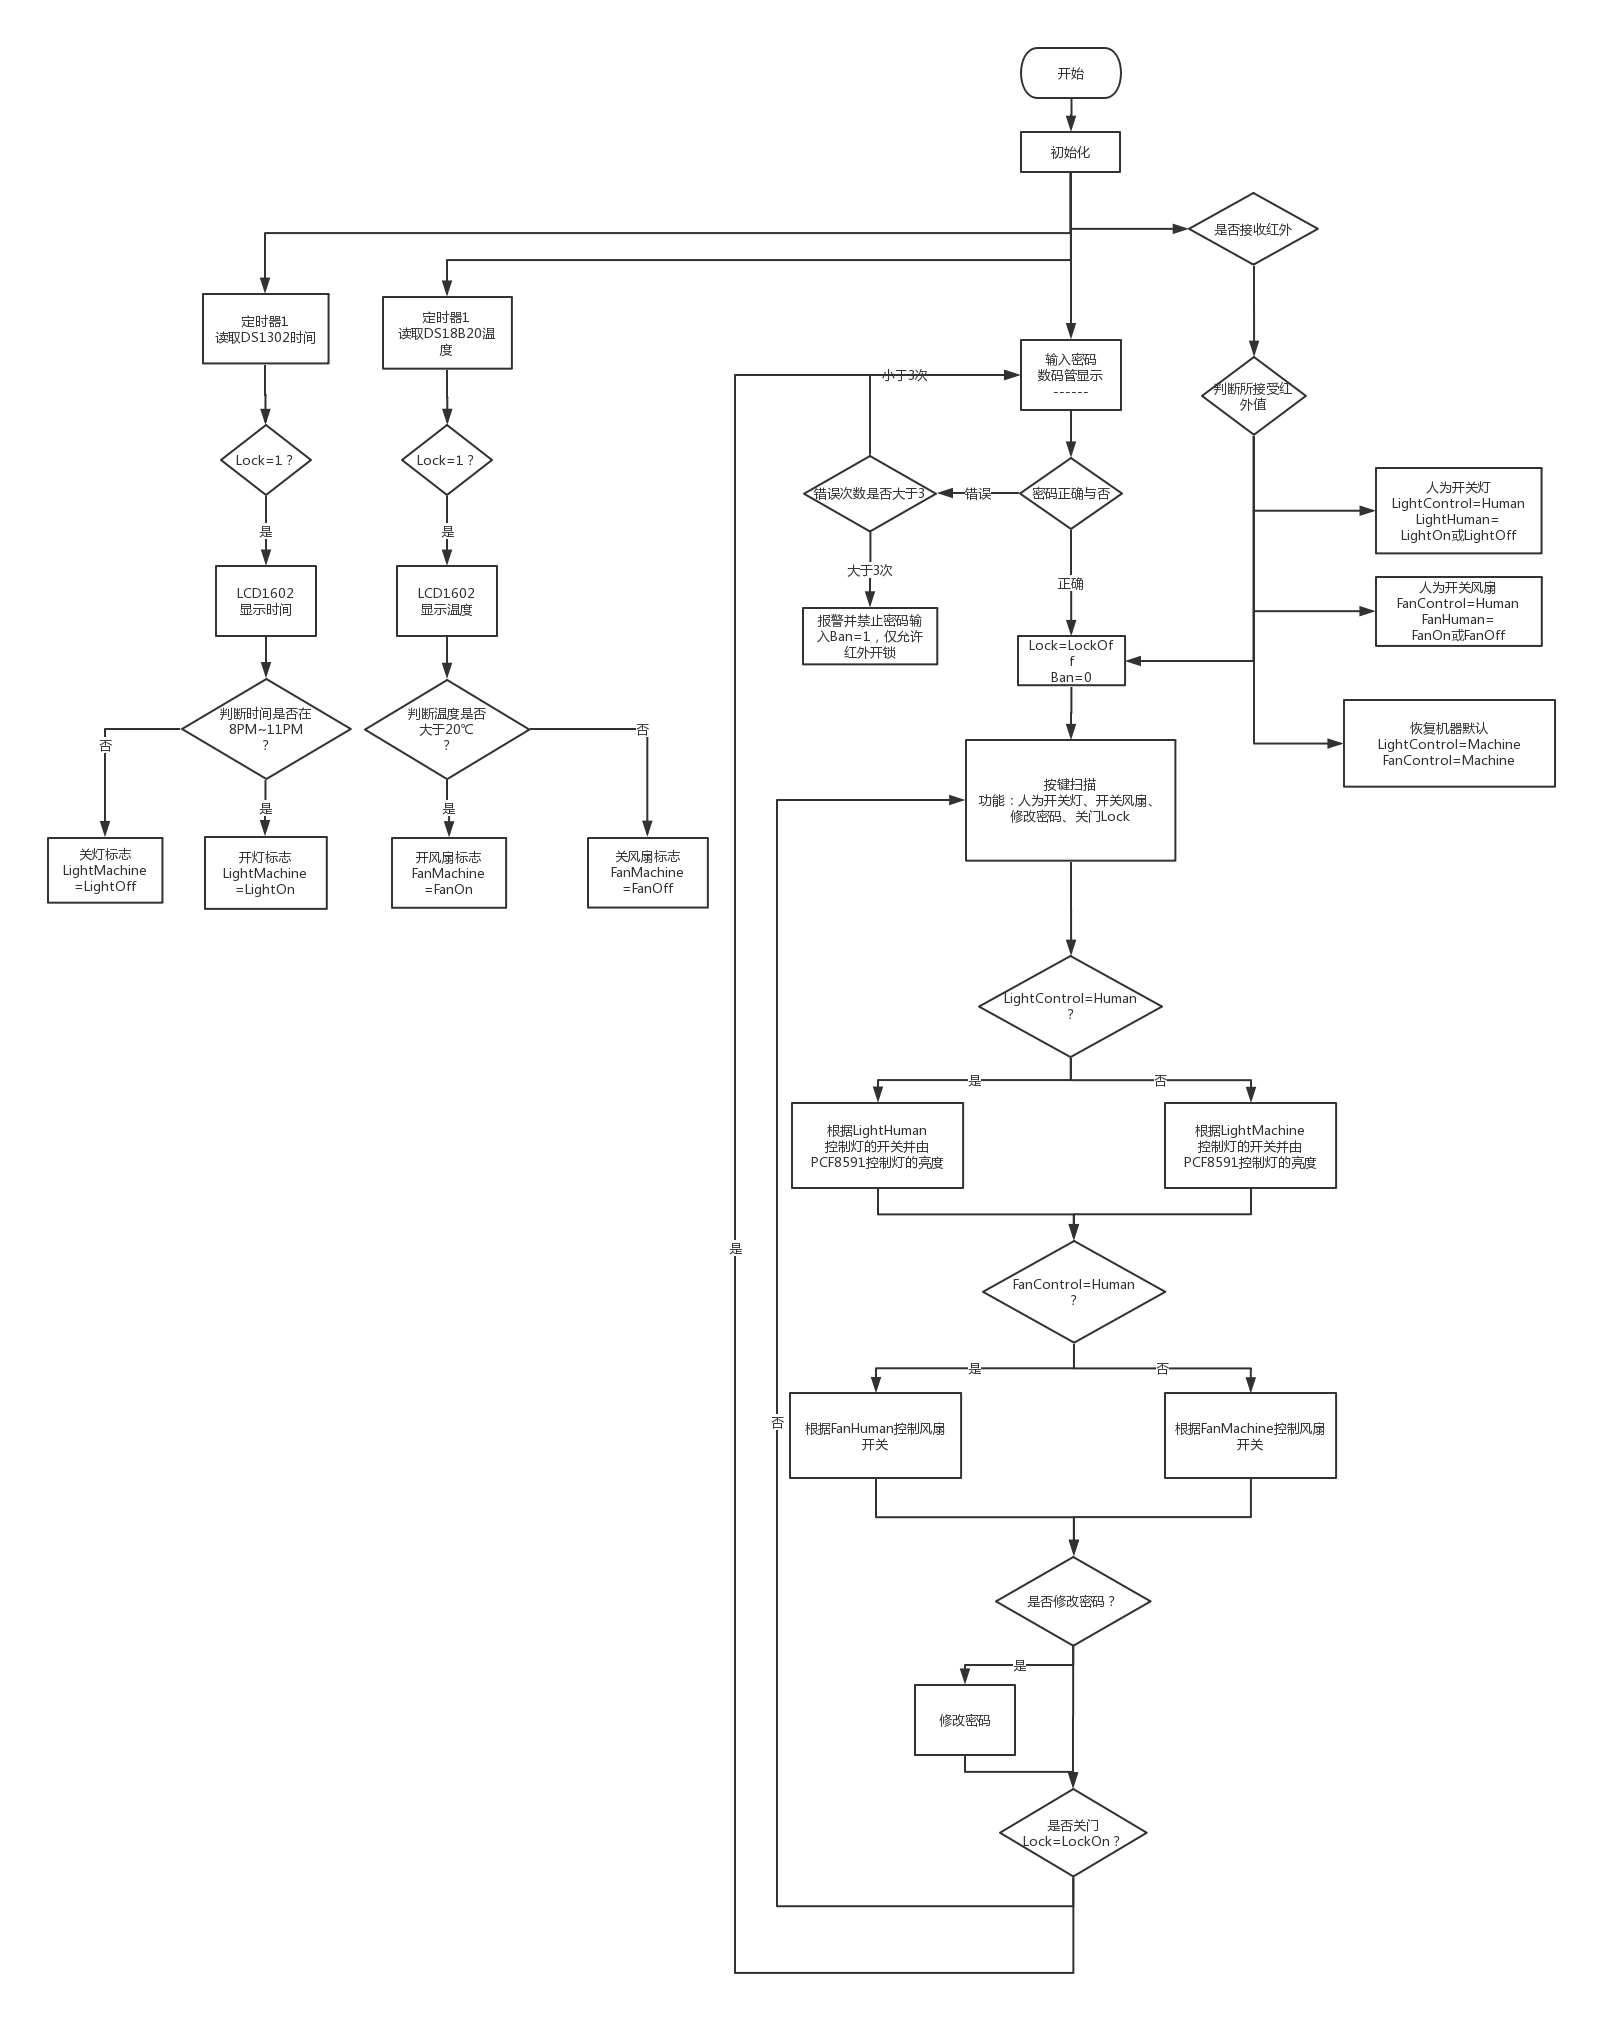 开始
初始化
是否接收红外
定时器1
读取DS1302时间
定时器1
读取DS18B20温
度
输入密码
数码管显示
------
小于3次
判断所接受红
外值
Lock=1？
Lock=1？
错误次数是否大于3
错误
密码正确与否
人为开关灯
LightControl=Human
LightHuman=
LightOn或LightOff
是
是
大于3次
正确
LCD1602
显示时间
LCD1602
显示温度
人为开关风扇
FanControl=Human
FanHuman=
FanOn或FanOff
报警并禁止密码输
入Ban=1，仅允许
红外开锁
Lock=LockOf
f
Ban=0
判断时间是否在
8PM~11PM
？
判断温度是否
大于20℃
？
否
否
恢复机器默认
LightControl=Machine
FanControl=Machine
按键扫描
功能：人为开关灯、开关风扇、
修改密码、关门Lock
是
是
关灯标志
LightMachine
=LightOff
开灯标志
LightMachine
=LightOn
开风扇标志
FanMachine
=FanOn
关风扇标志
FanMachine
=FanOff
LightControl=Human
？
是
否
根据LightHuman
控制灯的开关并由
PCF8591控制灯的亮度
根据LightMachine
控制灯的开关并由
PCF8591控制灯的亮度
是
FanControl=Human
？
是
否
否
根据FanHuman控制风扇
开关
根据FanMachine控制风扇
开关
是否修改密码？
是
修改密码
是否关门
Lock=LockOn？